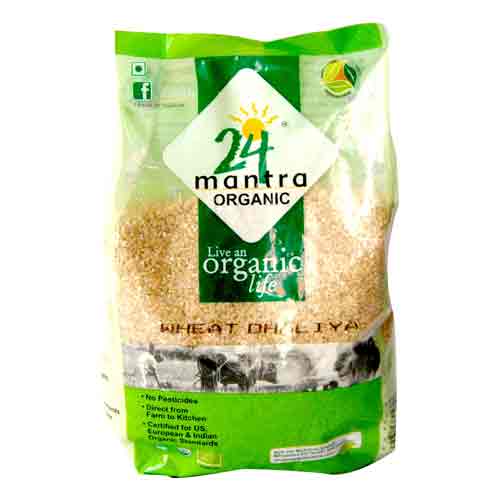 f
24
mantra
ORGANIC
®
Live an
organic
life
WHEAT DHALIYA
• No Pesticides
• Direct from
Farm to Kitchen
• Certified for US,
European & Indian
Organic Standards